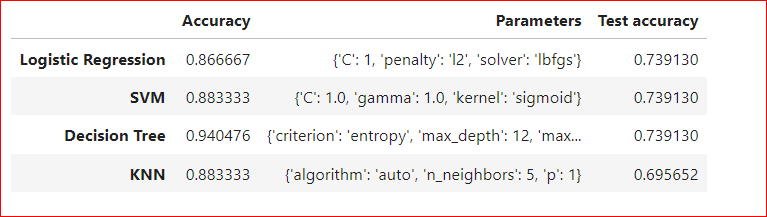 Accuracy Parameters Test accuracy
Logistic Regression 0.866667 {'C': 1, 'penalty': 'l2', 'solver': 'lbfgs'} 0.739130
SVM 0.883333 {'C': 1.0, 'gamma': 1.0, 'kernel': 'sigmoid'} 0.739130
Decision Tree 0.940476 {'criterion': 'entropy', 'max_depth': 12, 'max... 0.739130
KNN 0.883333 {'algorithm': 'auto', 'n_neighbors': 5, 'p': 1} 0.695652